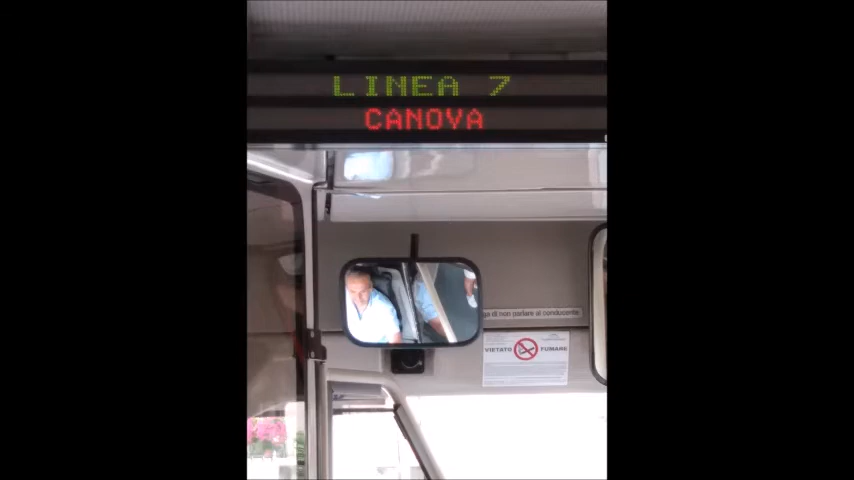 LINEA 7
CANOVA
di non parlare al conducente
VIETATO FUMARE